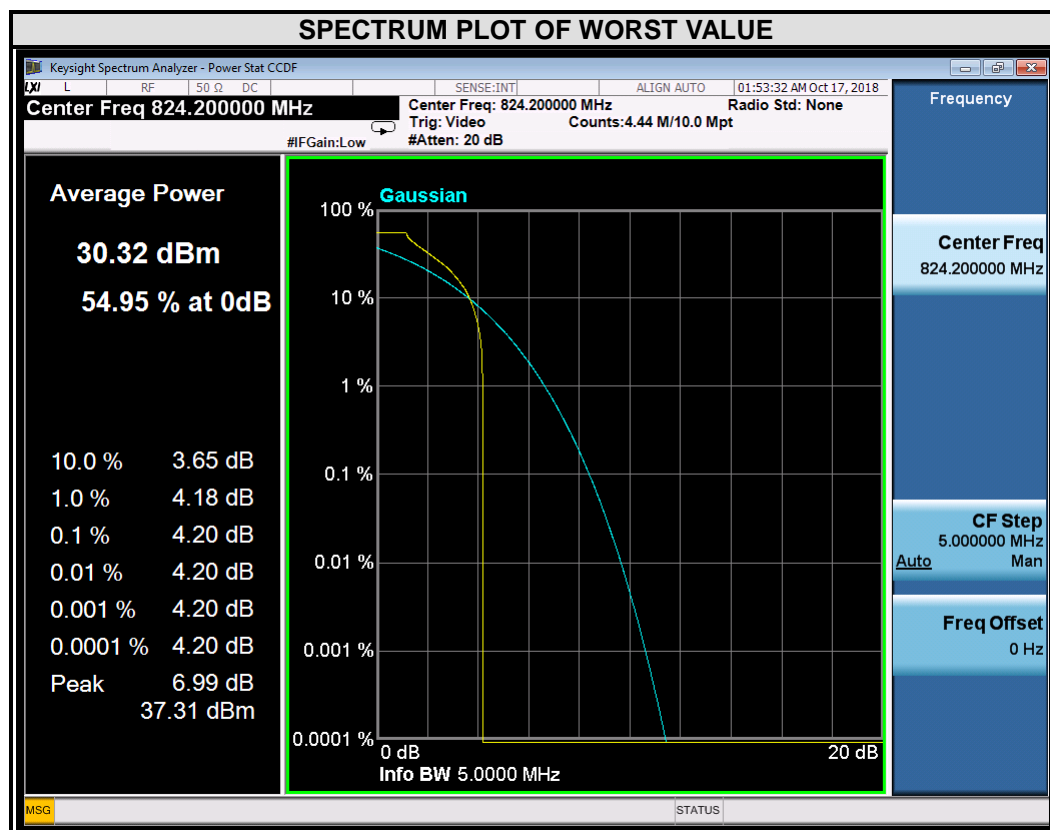 SPECTRUM PLOT OF WORST VALUE
Keysight Spectrum Analyzer - Power Stat CCDF
LXI L RF 50 Ω DC SENSE:INT ALIGN AUTO 01:53:32 AM Oct 17, 2018
Center Freq 824.200000 MHz
Center Freq: 824.200000 MHz
Radio Std: None
Trig: Video
Counts:4.44 M/10.0 Mpt
#IFGain:Low
#Atten: 20 dB
Average Power
30.32 dBm
54.95 % at 0dB
10.0 % 3.65 dB
1.0 % 4.18 dB
0.1 % 4.20 dB
0.01 % 4.20 dB
0.001 % 4.20 dB
0.0001 % 4.20 dB
Peak 6.99 dB
37.31 dBm
Gaussian
100 %
10 %
1 %
0.1 %
0.01 %
0.001 %
0.0001 %
0 dB
20 dB
Info BW 5.0000 MHz
Frequency
Center Freq
824.200000 MHz
CF Step
5.000000 MHz
Auto Man
Freq Offset
0 Hz
MSG
STATUS